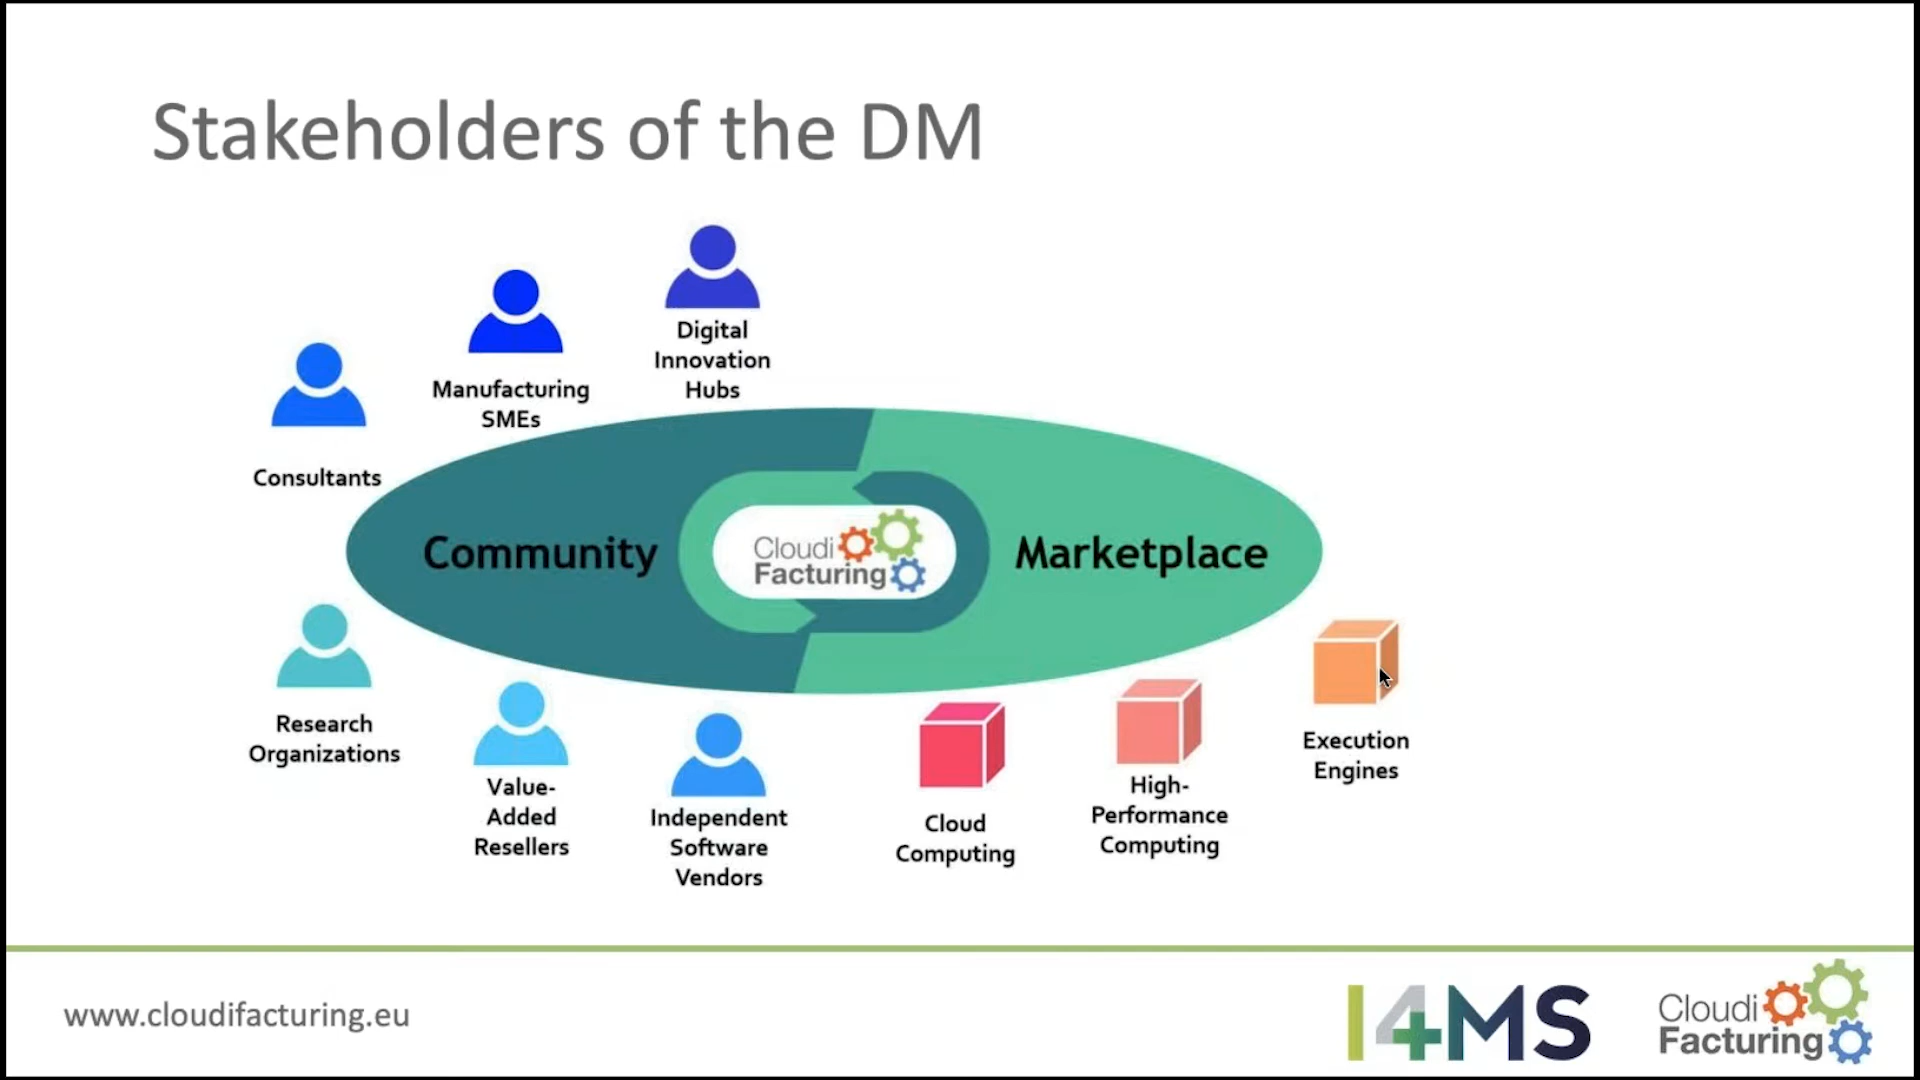 Stakeholders of the DM
Digital
Innovation
Hubs
Manufacturing
SMEs
Consultants
Community
Cloudi
Facturing
Marketplace
Research
Organizations
Value-
Added
Resellers
Independent
Software
Vendors
Cloud
Computing
High-
Performance
Computing
Execution
Engines
www.cloudifacturing.eu
I4MS
Cloudi
Facturing